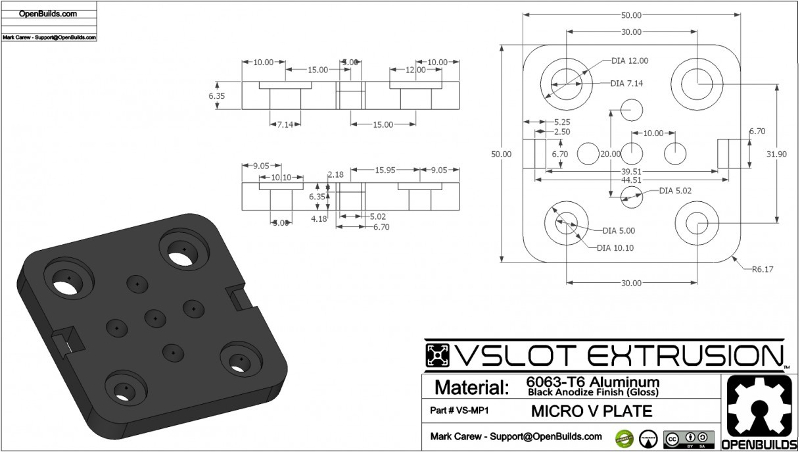 OpenBuilds.com
Mark Carew - Support@OpenBuilds.com
10.00
5.00
10.00
15.00
12.00
6.35
7.14
15.00
9.05
2.18
15.95
9.05
10.10
6.35
4.18
5.02
5.00
6.70
50.00
30.00
DIA 12.00
DIA 7.14
5.25
2.50
10.00
6.70
50.00
6.70
20.00
31.90
39.51
44.51
DIA 5.02
DIA 5.00
DIA 10.10
R6.17
30.00
VSLOT EXTRUSION
TM
Material:
6063-T6 Aluminum
Black Anodize Finish (Gloss)
Part # VS-MP1
MICRO V PLATE
Mark Carew - Support@OpenBuilds.com
cc
BY SA
OPENBUILDS